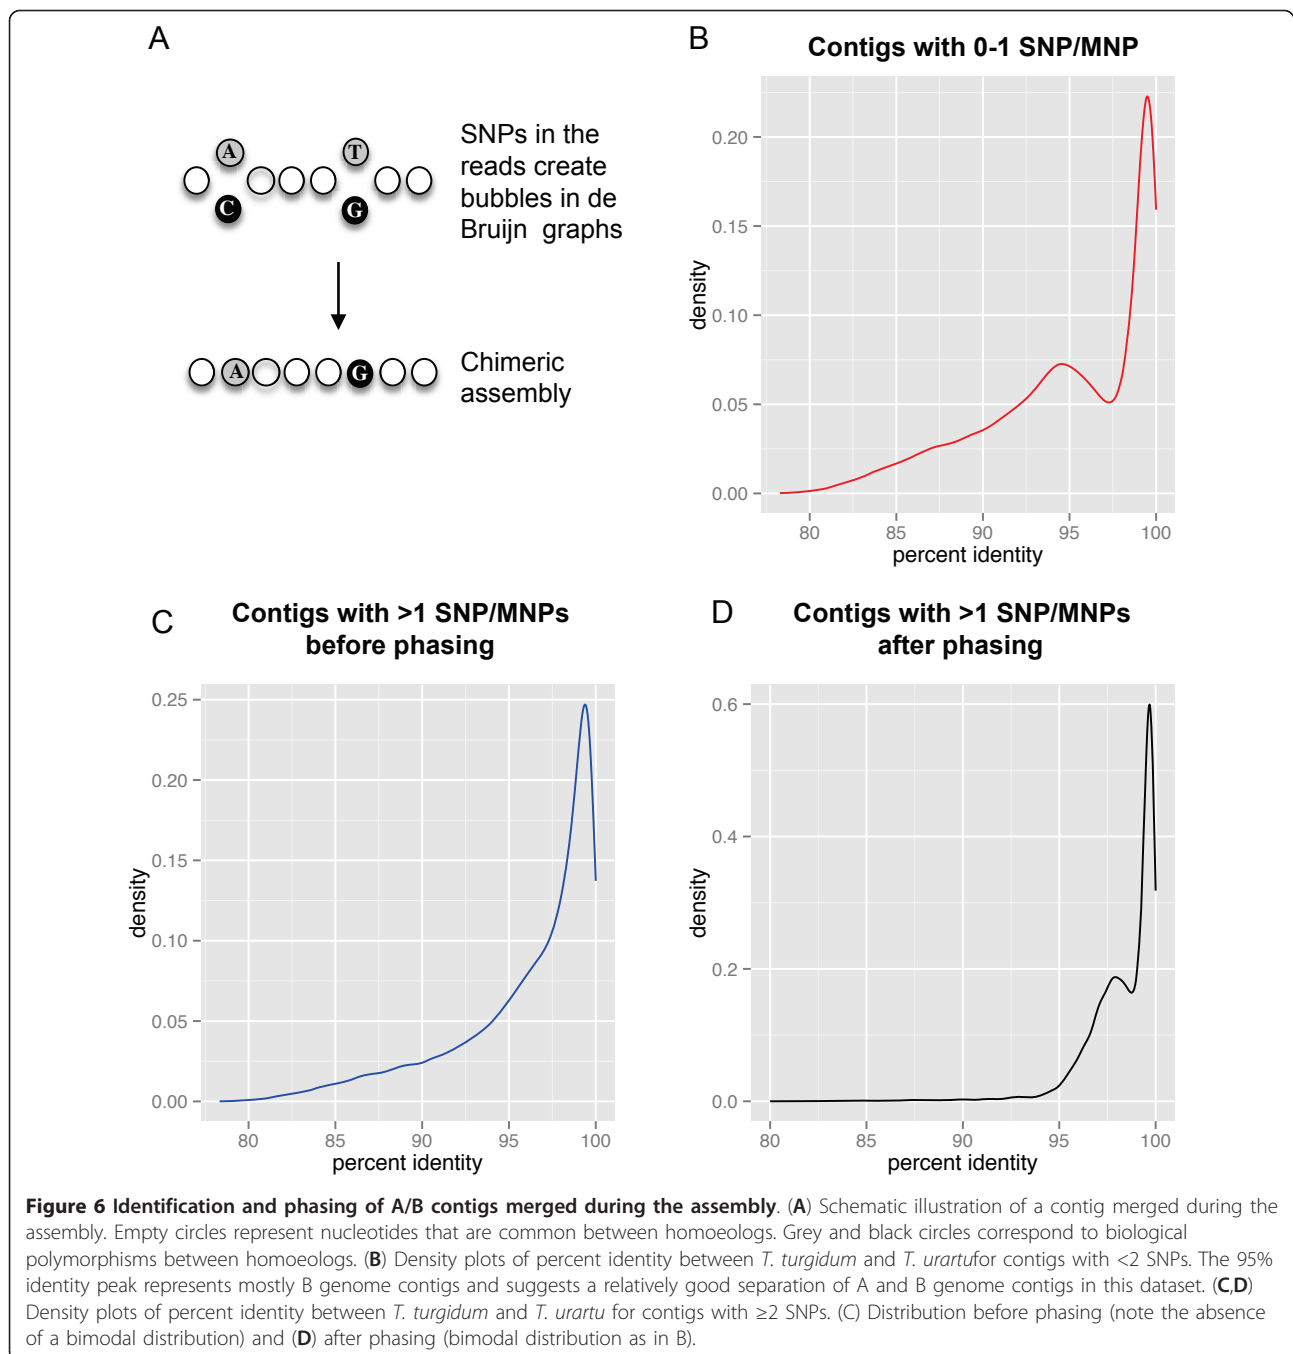 A
A
T
C
G
SNPs in the
reads create
bubbles in de
Bruijn graphs
A
G
Chimeric
assembly
B
Contigs with 0-1 SNP/MNP
0.20
0.15
0.10
0.05
0.00
density
80 85 90 95 100
percent identity
C
Contigs with >1 SNP/MNPs
before phasing
0.25
0.20
0.15
0.10
0.05
0.00
density
80 85 90 95 100
percent identity
D
Contigs with >1 SNP/MNPs
after phasing
0.6
0.4
0.2
0.0
density
80 85 90 95 100
percent identity
Figure 6 Identification and phasing of A/B contigs merged during the assembly. (A) Schematic illustration of a contig merged during the
assembly. Empty circles represent nucleotides that are common between homoeologs. Grey and black circles correspond to biological
polymorphisms between homoeologs. (B) Density plots of percent identity between T. turgidum and T. urartufor contigs with <2 SNPs. The 95%
identity peak represents mostly B genome contigs and suggests a relatively good separation of A and B genome contigs in this dataset. (C,D)
Density plots of percent identity between T. turgidum and T. urartu for contigs with ≥2 SNPs. (C) Distribution before phasing (note the absence
of a bimodal distribution) and (D) after phasing (bimodal distribution as in B).